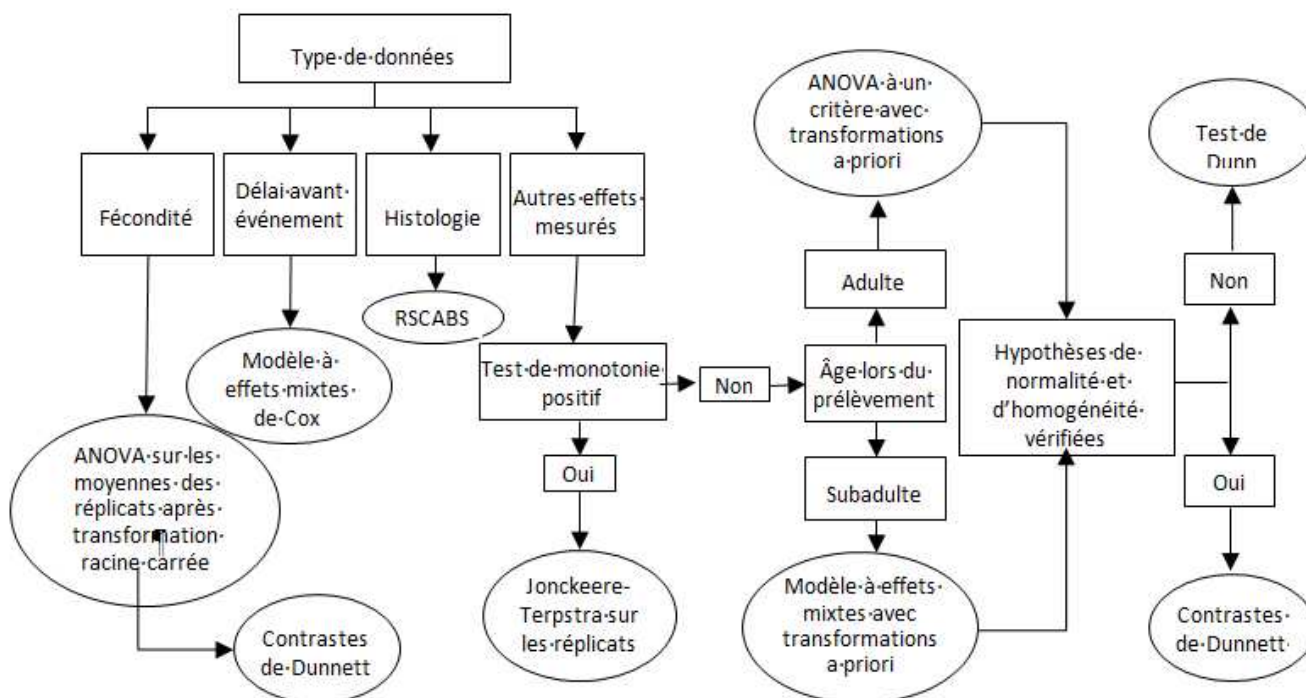 Type·de·données
Fécondité
Délai·avant·
événement
Histologie
Autres·effets·
mesurés
RSCABS
Modèle·à·
effets·mixtes·
de·Cox
ANOVA·sur·les·
moyennes·des·
réplicats·après·
transformation·
racine·carrée
¶
Contrastes
de·Dunnett
Test·de·monotonie·
positif
Oui
Jonckeere-
Terpstra·sur
les·réplicats
Non
Âge·lors·du·
prélèvement
Adulte
ANOVA·à·un·
critère·avec·
transformations
a·priori
Subadulte
Modèle·à·effets·
mixtes·avec·
transformations
a·priori
Hypothèses·de·
normalité·et·
d’homogénéité·
vérifiées
Non
Test·de·
Dunn
Oui
Contrastes·
de·Dunnett·